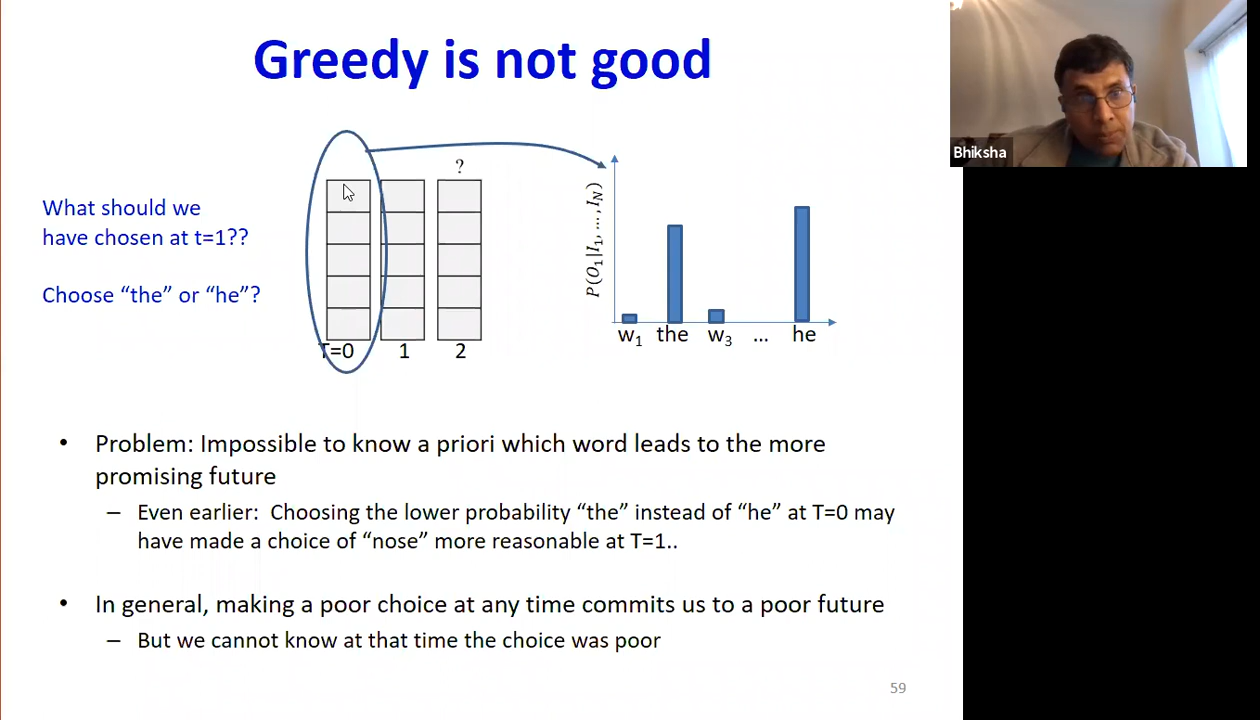 Greedy is not good
Bhiksha
What should we
have chosen at t=1??
Choose “the” or “he”?
?
T=0 1 2
P(O₁|I₁, …, I_N)
w₁ the w₃ … he
• Problem: Impossible to know a priori which word leads to the more
promising future
– Even earlier: Choosing the lower probability “the” instead of “he” at T=0 may
have made a choice of “nose” more reasonable at T=1..
• In general, making a poor choice at any time commits us to a poor future
– But we cannot know at that time the choice was poor
59